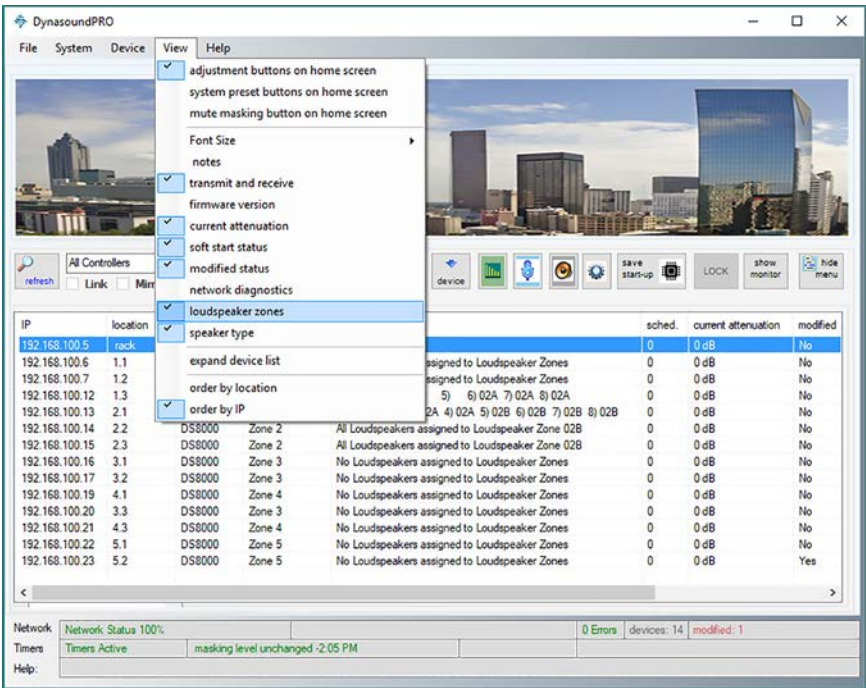 DynasoundPRO
File System Device View Help
adjustment buttons on home screen
system preset buttons on home screen
mute masking button on home screen
Font Size
notes
transmit and receive
firmware version
current attenuation
soft start status
modified status
network diagnostics
loudspeaker zones
speaker type
expand device list
order by location
order by IP
refresh All Controllers device save start-up LOCK show monitor hide menu
Link Mirr
IP location sched. current attenuation modified
192.168.100.5 rack 0 0 dB No
192.168.100.6 1.1 ssigned to Loudspeaker Zones 0 0 dB No
192.168.100.7 1.2 ssigned to Loudspeaker Zones 0 0 dB No
192.168.100.12 1.3 5) 6) 02A 7) 02A 8) 02A 0 0 dB No
192.168.100.13 2.1 2A 4) 02A 5) 02B 6) 02B 7) 02B 8) 02B 0 0 dB No
192.168.100.14 2.2 DS8000 Zone 2 All Loudspeakers assigned to Loudspeaker Zone 02B 0 0 dB No
192.168.100.15 2.3 DS8000 Zone 2 All Loudspeakers assigned to Loudspeaker Zone 02B 0 0 dB No
192.168.100.16 3.1 DS8000 Zone 3 No Loudspeakers assigned to Loudspeaker Zones 0 0 dB No
192.168.100.17 3.2 DS8000 Zone 3 No Loudspeakers assigned to Loudspeaker Zones 0 0 dB No
192.168.100.19 4.1 DS8000 Zone 4 No Loudspeakers assigned to Loudspeaker Zones 0 0 dB No
192.168.100.20 3.3 DS8000 Zone 3 No Loudspeakers assigned to Loudspeaker Zones 0 0 dB No
192.168.100.21 4.3 DS8000 Zone 4 No Loudspeakers assigned to Loudspeaker Zones 0 0 dB No
192.168.100.22 5.1 DS8000 Zone 5 No Loudspeakers assigned to Loudspeaker Zones 0 0 dB No
192.168.100.23 5.2 DS8000 Zone 5 No Loudspeakers assigned to Loudspeaker Zones 0 0 dB Yes
Network Network Status 100% 0 Errors devices: 14 modified: 1
Timers Timers Active masking level unchanged -2:05 PM
Help: